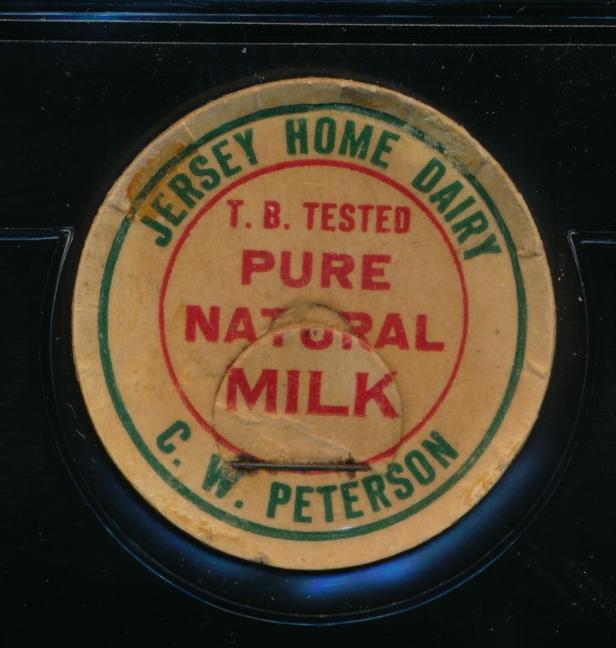 JERSEY HOME DAIRY
T. B. TESTED
PURE
NATURAL
MILK
C. W. PETERSON